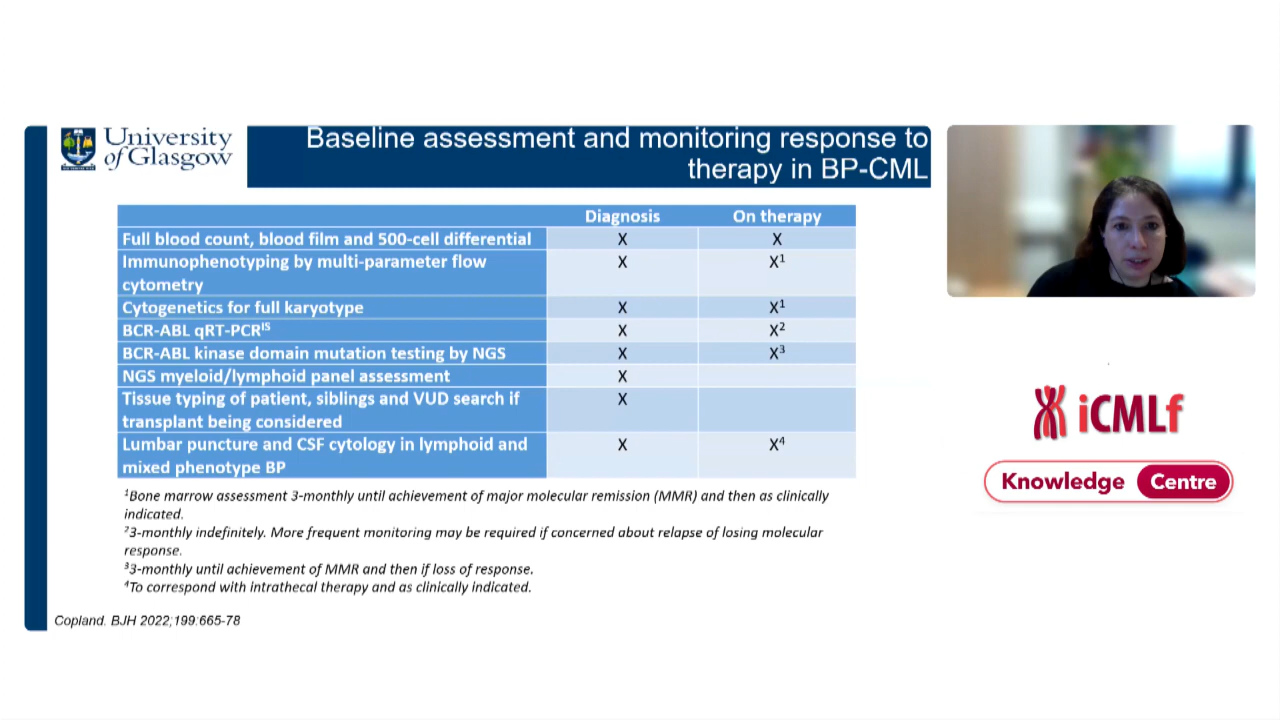 University
of Glasgow
Baseline assessment and monitoring response to
therapy in BP-CML
Diagnosis On therapy
Full blood count, blood film and 500-cell differential X X
Immunophenotyping by multi-parameter flow X X¹
cytometry
Cytogenetics for full karyotype X X¹
BCR-ABL qRT-PCRᴵˢ X X²
BCR-ABL kinase domain mutation testing by NGS X X³
NGS myeloid/lymphoid panel assessment X
Tissue typing of patient, siblings and VUD search if X
transplant being considered
Lumbar puncture and CSF cytology in lymphoid and X X⁴
mixed phenotype BP
¹Bone marrow assessment 3-monthly until achievement of major molecular remission (MMR) and then as clinically
indicated.
²3-monthly indefinitely. More frequent monitoring may be required if concerned about relapse of losing molecular
response.
³3-monthly until achievement of MMR and then if loss of response.
⁴To correspond with intrathecal therapy and as clinically indicated.
Copland. BJH 2022;199:665-78
iCMLf
Knowledge Centre